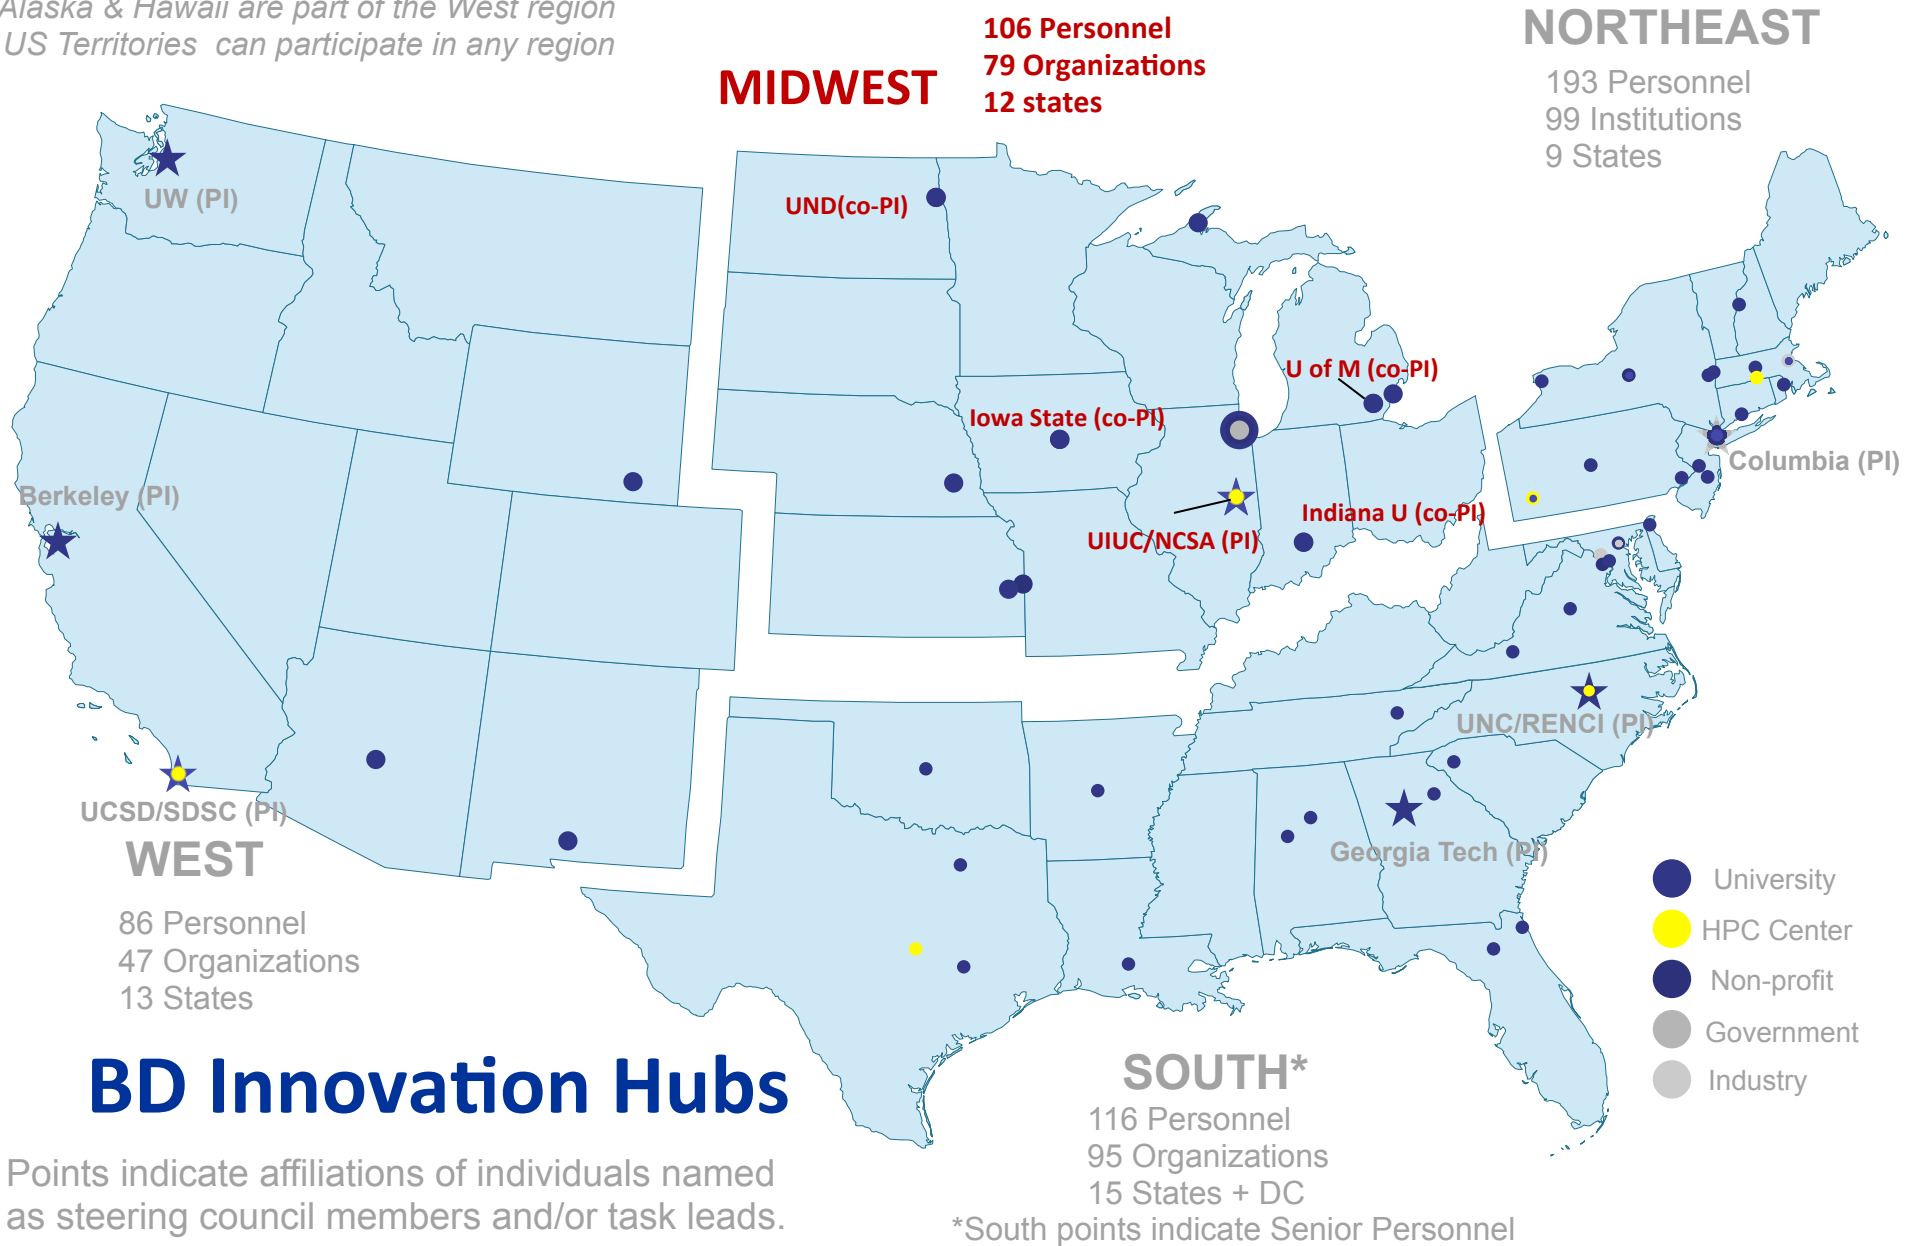 Alaska & Hawaii are part of the West region
US Territories can participate in any region
MIDWEST
106 Personnel
79 Organizations
12 states
NORTHEAST
193 Personnel
99 Institutions
9 States
UW (PI)
UND(co-PI)
U of M (co-PI)
Iowa State (co-PI)
Columbia (PI)
Berkeley (PI)
Indiana U (co-PI)
UIUC/NCSA (PI)
UNC/RENCI (PI)
UCSD/SDSC (PI)
Georgia Tech (PI)
WEST
86 Personnel
47 Organizations
13 States
University
HPC Center
Non-profit
Government
Industry
BD Innovation Hubs
Points indicate affiliations of individuals named
as steering council members and/or task leads.
SOUTH*
116 Personnel
95 Organizations
15 States + DC
*South points indicate Senior Personnel